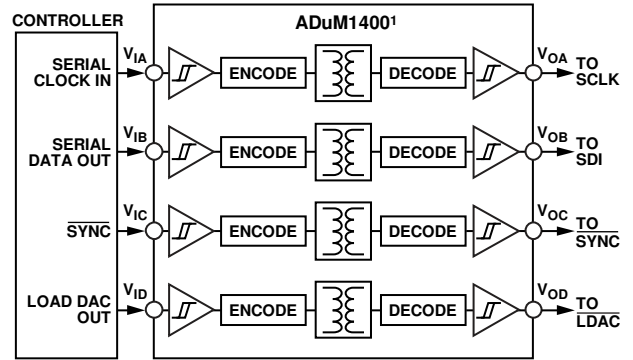 CONTROLLER
ADuM1400¹
SERIAL
CLOCK IN
V_IA
ENCODE
DECODE
V_OA
TO
SCLK
SERIAL
DATA OUT
V_IB
ENCODE
DECODE
V_OB
TO
SDI
SYNC
V_IC
ENCODE
DECODE
V_OC
TO
SYNC
LOAD DAC
OUT
V_ID
ENCODE
DECODE
V_OD
TO
LDAC